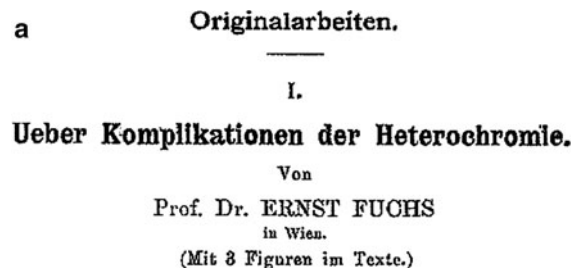 a
Originalarbeiten.
I.
Ueber Komplikationen der Heterochromie.
Von
Prof. Dr. ERNST FUCHS
in Wien.
(Mit 3 Figuren im Texte.)